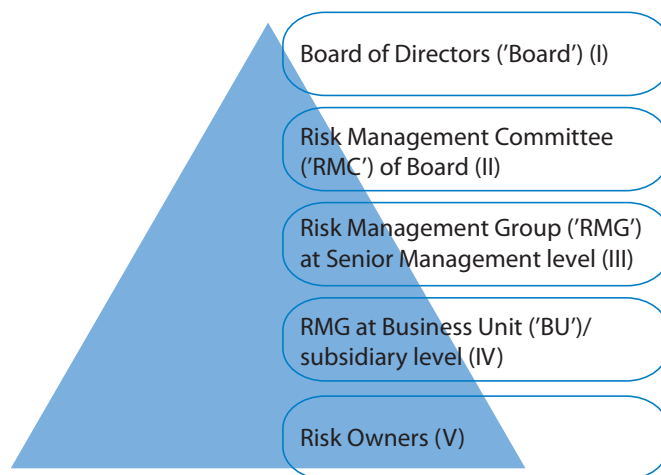 Board of Directors ('Board') (I)
Risk Management Committee
('RMC') of Board (II)
Risk Management Group ('RMG')
at Senior Management level (III)
RMG at Business Unit ('BU')/
subsidiary level (IV)
Risk Owners (V)